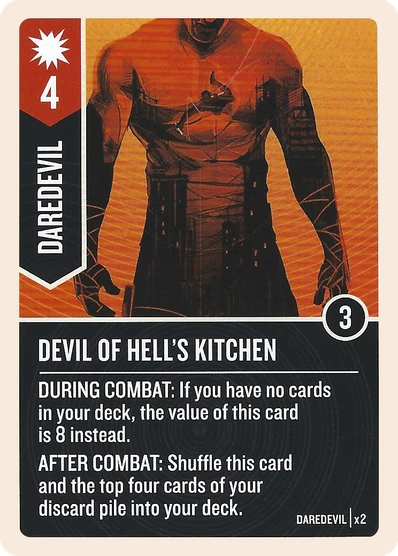 4
DAREDEVIL
3
DEVIL OF HELL'S KITCHEN
DURING COMBAT: If you have no cards
in your deck, the value of this card
is 8 instead.
AFTER COMBAT: Shuffle this card
and the top four cards of your
discard pile into your deck.
DAREDEVIL | x2